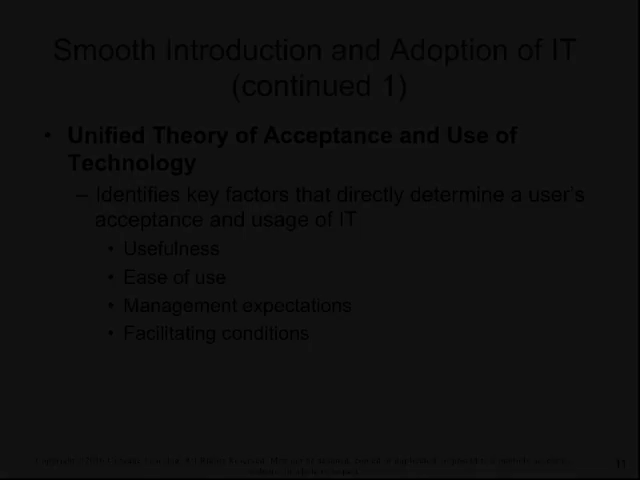 Smooth Introduction and Adoption of IT
(continued 1)
• Unified Theory of Acceptance and Use of
Technology
– Identifies key factors that directly determine a user's
acceptance and usage of IT
• Usefulness
• Ease of use
• Management expectations
• Facilitating conditions
11